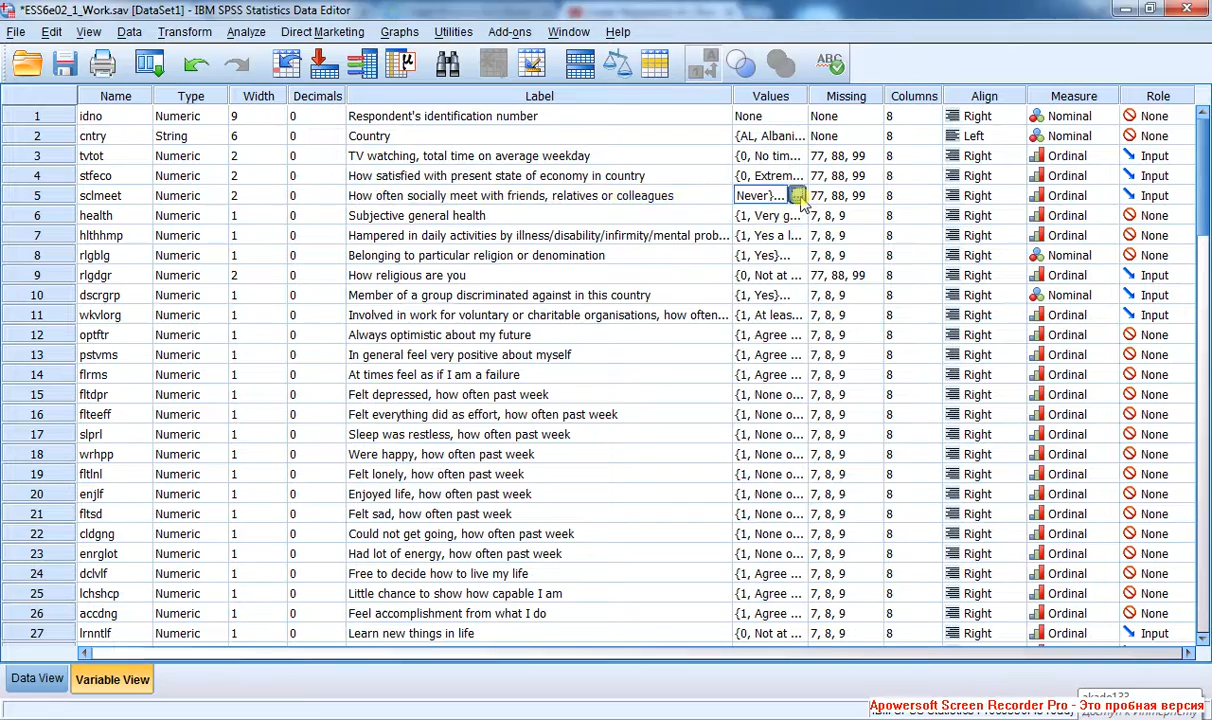 *ESS6e02_1_Work.sav [DataSet1] - IBM SPSS Statistics Data Editor
File Edit View Data Transform Analyze Direct Marketing Graphs Utilities Add-ons Window Help
Name Type Width Decimals Label Values Missing Columns Align Measure Role
1 idno Numeric 9 0 Respondent's identification number None None 8 Right Nominal None
2 cntry String 6 0 Country {AL, Albani... None 8 Left Nominal None
3 tvtot Numeric 2 0 TV watching, total time on average weekday {0, No tim... 77, 88, 99 8 Right Ordinal Input
4 stfeco Numeric 2 0 How satisfied with present state of economy in country {0, Extrem... 77, 88, 99 8 Right Ordinal Input
5 sclmeet Numeric 2 0 How often socially meet with friends, relatives or colleagues Never}... 77, 88, 99 8 Right Ordinal Input
6 health Numeric 1 0 Subjective general health {1, Very g... 7, 8, 9 8 Right Ordinal None
7 hlthhmp Numeric 1 0 Hampered in daily activities by illness/disability/infirmity/mental prob... {1, Yes a l... 7, 8, 9 8 Right Ordinal None
8 rlgblg Numeric 1 0 Belonging to particular religion or denomination {1, Yes}... 7, 8, 9 8 Right Nominal None
9 rlgdgr Numeric 2 0 How religious are you {0, Not at ... 77, 88, 99 8 Right Ordinal Input
10 dscrgrp Numeric 1 0 Member of a group discriminated against in this country {1, Yes}... 7, 8, 9 8 Right Nominal Input
11 wkvlorg Numeric 1 0 Involved in work for voluntary or charitable organisations, how often... {1, At leas... 7, 8, 9 8 Right Ordinal Input
12 optftr Numeric 1 0 Always optimistic about my future {1, Agree ... 7, 8, 9 8 Right Ordinal None
13 pstvms Numeric 1 0 In general feel very positive about myself {1, Agree ... 7, 8, 9 8 Right Ordinal None
14 flrms Numeric 1 0 At times feel as if I am a failure {1, Agree ... 7, 8, 9 8 Right Ordinal None
15 fltdpr Numeric 1 0 Felt depressed, how often past week {1, None o... 7, 8, 9 8 Right Ordinal None
16 flteeff Numeric 1 0 Felt everything did as effort, how often past week {1, None o... 7, 8, 9 8 Right Ordinal None
17 slprl Numeric 1 0 Sleep was restless, how often past week {1, None o... 7, 8, 9 8 Right Ordinal None
18 wrhpp Numeric 1 0 Were happy, how often past week {1, None o... 7, 8, 9 8 Right Ordinal None
19 fltlnl Numeric 1 0 Felt lonely, how often past week {1, None o... 7, 8, 9 8 Right Ordinal None
20 enjlf Numeric 1 0 Enjoyed life, how often past week {1, None o... 7, 8, 9 8 Right Ordinal None
21 fltsd Numeric 1 0 Felt sad, how often past week {1, None o... 7, 8, 9 8 Right Ordinal None
22 cldgng Numeric 1 0 Could not get going, how often past week {1, None o... 7, 8, 9 8 Right Ordinal None
23 enrglot Numeric 1 0 Had lot of energy, how often past week {1, None o... 7, 8, 9 8 Right Ordinal None
24 dclvlf Numeric 1 0 Free to decide how to live my life {1, Agree ... 7, 8, 9 8 Right Ordinal None
25 lchshcp Numeric 1 0 Little chance to show how capable I am {1, Agree ... 7, 8, 9 8 Right Ordinal None
26 accdng Numeric 1 0 Feel accomplishment from what I do {1, Agree ... 7, 8, 9 8 Right Ordinal None
27 lrnntlf Numeric 1 0 Learn new things in life {0, Not at ... 7, 8, 9 8 Right Ordinal Input
Data View Variable View
Apowersoft Screen Recorder Pro - Это пробная версия